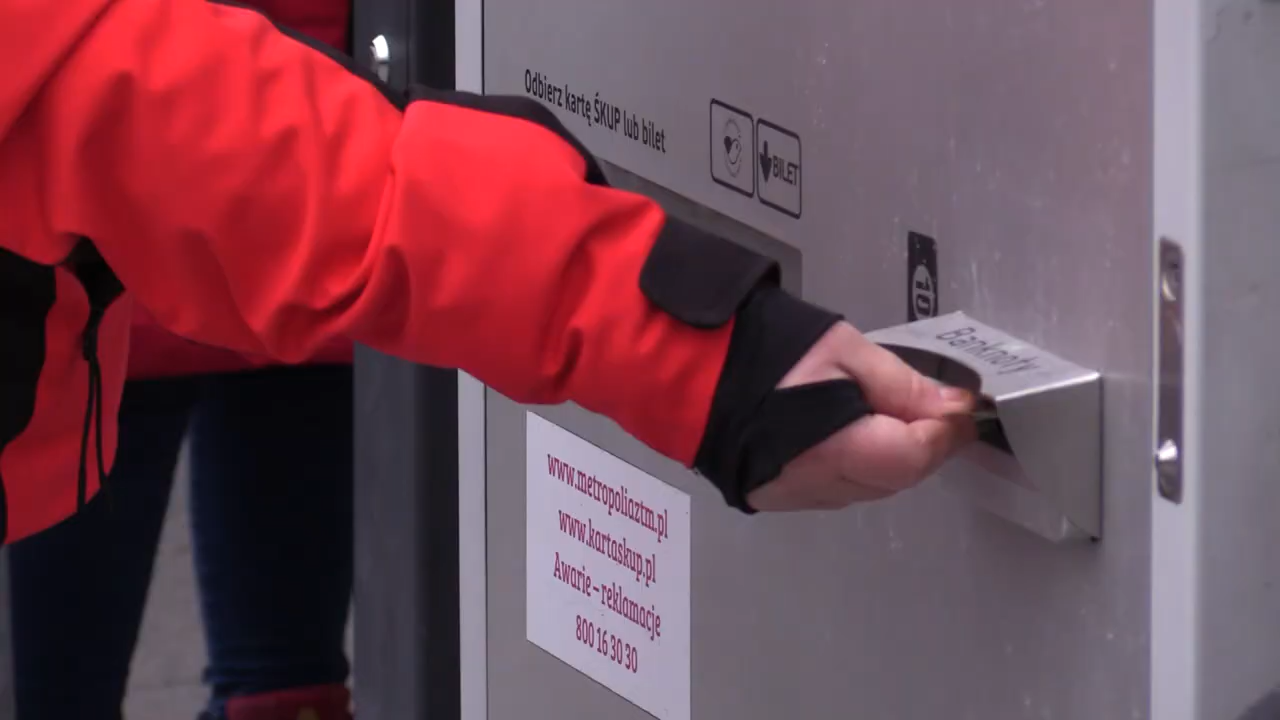 Odbierz kartę ŚKUP lub bilet
BILET
10
Banknoty
www.metropoliaztm.pl
www.kartaskup.pl
Awarie – reklamacje
800 16 30 30